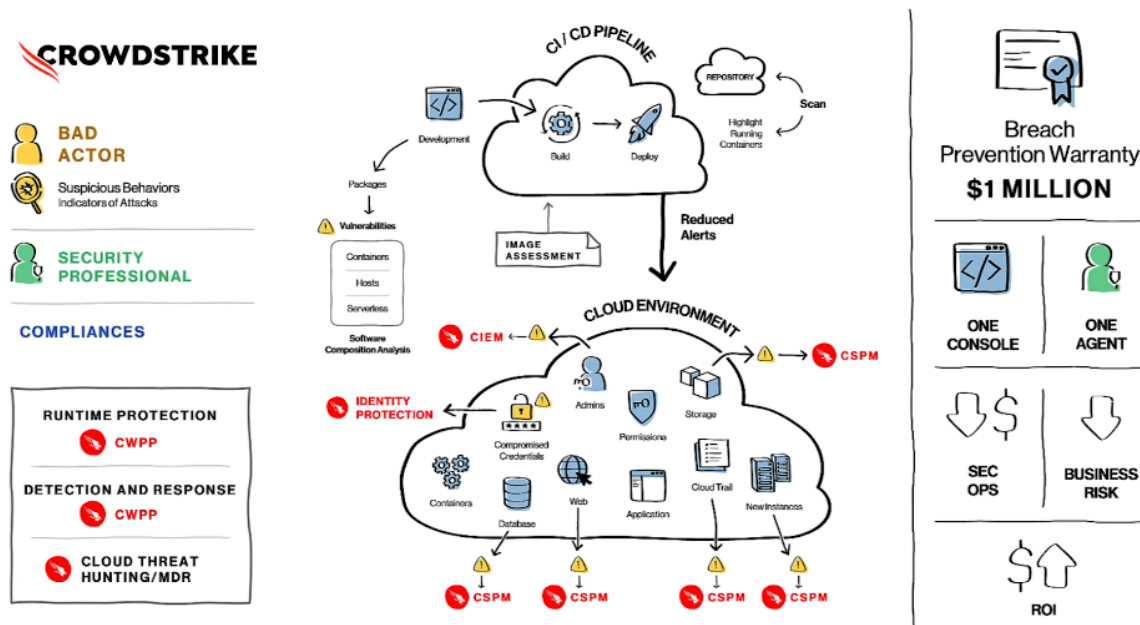 CROWDSTRIKE
BAD
ACTOR
Suspicious Behaviors
Indicators of Attacks
SECURITY
PROFESSIONAL
COMPLIANCES
RUNTIME PROTECTION
CWPP
DETECTION AND RESPONSE
CWPP
CLOUD THREAT
HUNTING/MDR
CI / CD PIPELINE
Development
Build
Deploy
REPOSITORY
Scan
Highlight
Running
Containers
Packages
Vulnerabilities
Containers
Hosts
Serverless
Software
Composition Analysis
IMAGE
ASSESSMENT
Reduced
Alerts
CLOUD ENVIRONMENT
CIEM
CSPM
IDENTITY
PROTECTION
Admins
Storage
Permissions
****
Compromised
Credentials
Containers
Database
Web
Application
Cloud Trail
New Instances
CSPM
CSPM
CSPM
CSPM
Breach
Prevention Warranty
$1 MILLION
ONE
CONSOLE
ONE
AGENT
$
SEC
OPS
BUSINESS
RISK
$
ROI